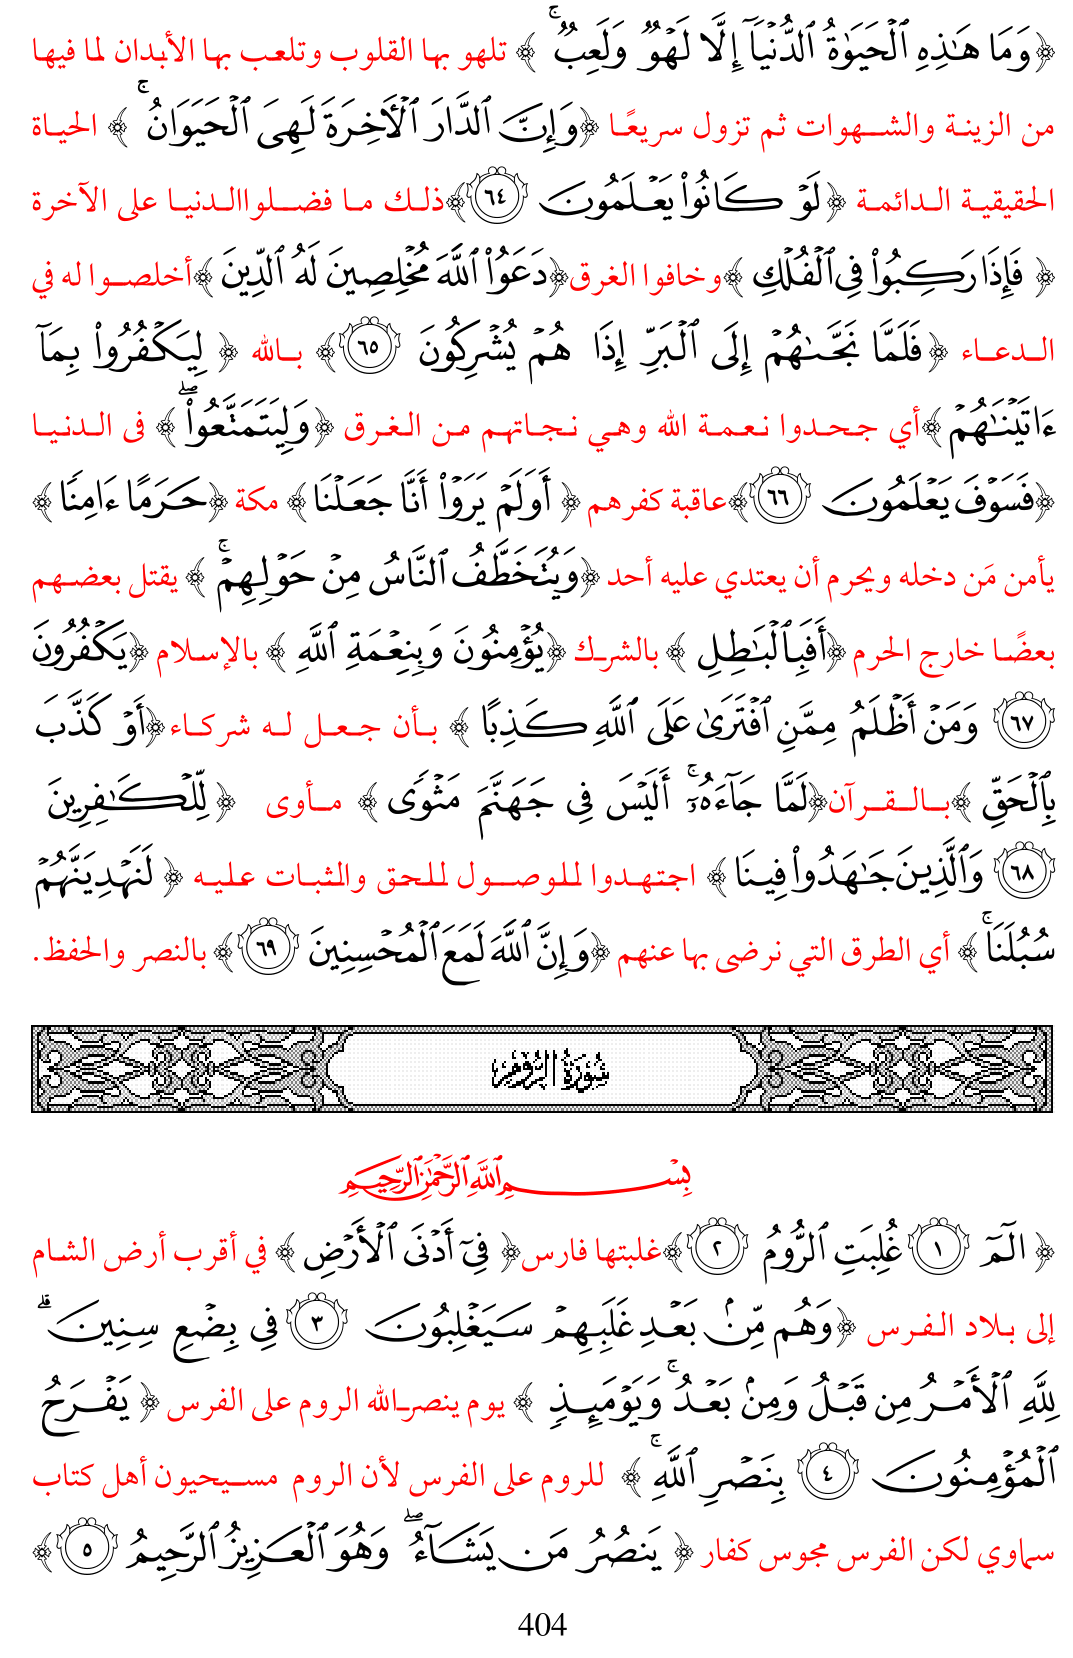 ﴿وَمَا هَـٰذِهِ ٱلْحَيَوٰةُ ٱلدُّنْيَآ إِلَّا لَهْوٌ وَلَعِبٌ ۚ ﴾ تلهو بها القلوب وتلعب بها الأبدان لما فيها
من الزينة والشهوات ثم تزول سريعًا ﴿وَإِنَّ ٱلدَّارَ ٱلْـَٔاخِرَةَ لَهِىَ ٱلْحَيَوَانُ ۚ ﴾ الحياة
الحقيقية الدائمة ﴿لَوْ كَانُوا۟ يَعْلَمُونَ ٦٤﴾ذلك ما فضلواالدنيا على الآخرة
﴿ فَإِذَا رَكِبُوا۟ فِى ٱلْفُلْكِ ﴾وخافوا الغرق﴿دَعَوُا۟ ٱللَّهَ مُخْلِصِينَ لَهُ ٱلدِّينَ ﴾أخلصوا له في
الدعاء ﴿فَلَمَّا نَجَّىٰهُمْ إِلَى ٱلْبَرِّ إِذَا هُمْ يُشْرِكُونَ ٦٥﴾ بالله ﴿ لِيَكْفُرُوا۟ بِمَآ
ءَاتَيْنَـٰهُمْ ﴾أي جحدوا نعمة الله وهي نجاتهم من الغرق ﴿وَلِيَتَمَتَّعُوا۟ ۖ﴾ فى الدنيا
﴿فَسَوْفَ يَعْلَمُونَ ٦٦﴾عاقبة كفرهم ﴿ أَوَلَمْ يَرَوْا۟ أَنَّا جَعَلْنَا﴾ مكة ﴿حَرَمًا ءَامِنًا ﴾
يأمن مَن دخله ويحرم أن يعتدي عليه أحد ﴿وَيُتَخَطَّفُ ٱلنَّاسُ مِنْ حَوْلِهِمْ ۚ ﴾ يقتل بعضهم
بعضًا خارج الحرم ﴿أَفَبِٱلْبَـٰطِلِ ﴾ بالشرك ﴿يُؤْمِنُونَ وَبِنِعْمَةِ ٱللَّهِ ﴾ بالإسلام ﴿يَكْفُرُونَ
٦٧ وَمَنْ أَظْلَمُ مِمَّنِ ٱفْتَرَىٰ عَلَى ٱللَّهِ كَذِبًا ﴾ بأن جعل له شركاء﴿أَوْ كَذَّبَ
بِٱلْحَقِّ ﴾بالقرآن﴿لَمَّا جَآءَهُۥٓ ۚ أَلَيْسَ فِى جَهَنَّمَ مَثْوًى ﴾ مأوى ﴿ لِّلْكَـٰفِرِينَ
٦٨ وَٱلَّذِينَ جَـٰهَدُوا۟ فِينَا ﴾ اجتهدوا للوصول للحق والثبات عليه ﴿ لَنَهْدِيَنَّهُمْ
سُبُلَنَا ۚ ﴾ أي الطرق التي نرضى بها عنهم ﴿وَإِنَّ ٱللَّهَ لَمَعَ ٱلْمُحْسِنِينَ ٦٩﴾ بالنصر والحفظ.
سُورَةُ الرُّومِ
بِسْمِ ٱللَّهِ ٱلرَّحْمَـٰنِ ٱلرَّحِيمِ
﴿ الٓمٓ ١ غُلِبَتِ ٱلرُّومُ ٢﴾غلبتها فارس﴿ فِىٓ أَدْنَى ٱلْأَرْضِ ﴾ في أقرب أرض الشام
إلى بلاد الفرس ﴿وَهُم مِّنۢ بَعْدِ غَلَبِهِمْ سَيَغْلِبُونَ ٣ فِى بِضْعِ سِنِينَ ۗ
لِلَّهِ ٱلْأَمْرُ مِن قَبْلُ وَمِنۢ بَعْدُ ۚ وَيَوْمَئِذٍ ﴾ يوم ينصرالله الروم على الفرس ﴿ يَفْرَحُ
ٱلْمُؤْمِنُونَ ٤ بِنَصْرِ ٱللَّهِ ۚ ﴾ للروم على الفرس لأن الروم مسيحيون أهل كتاب
سماوي لكن الفرس مجوس كفار ﴿ يَنصُرُ مَن يَشَآءُ ۖ وَهُوَ ٱلْعَزِيزُ ٱلرَّحِيمُ ٥﴾
404